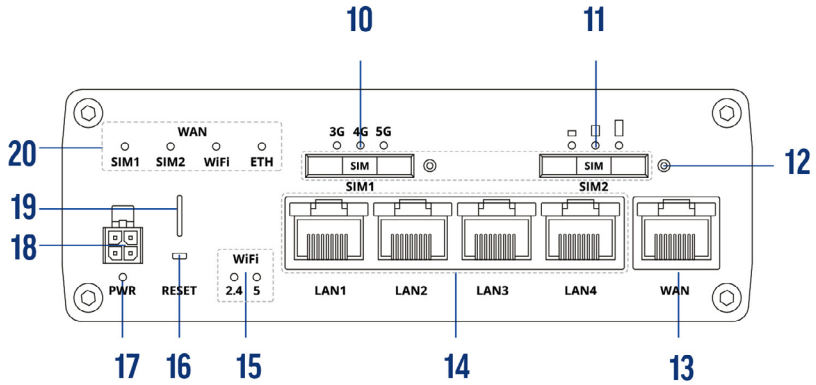 10 11
WAN
3G 4G 5G
20
SIM1 SIM2 WiFi ETH
SIM SIM
12
SIM1 SIM2
19
18
WiFi
PWR RESET 2.4 5 LAN1 LAN2 LAN3 LAN4 WAN
17 16 15 14 13